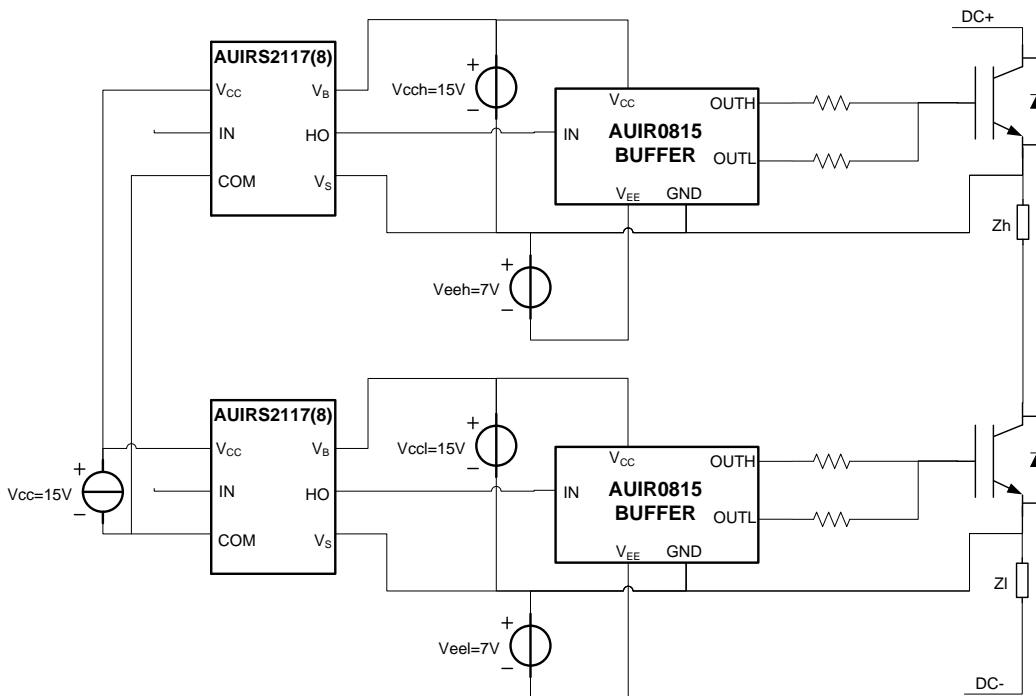 DC+
AUIRS2117(8)
VCC
VB
IN
HO
COM
VS
+
Vcch=15V
−
VCC
OUTH
IN
AUIR0815
BUFFER
OUTL
VEE
GND
Zh
+
Veeh=7V
−
AUIRS2117(8)
VCC
VB
IN
HO
COM
VS
+
Vcc=15V
−
+
Vccl=15V
−
VCC
OUTH
IN
AUIR0815
BUFFER
OUTL
VEE
GND
Zl
+
Veel=7V
−
DC-